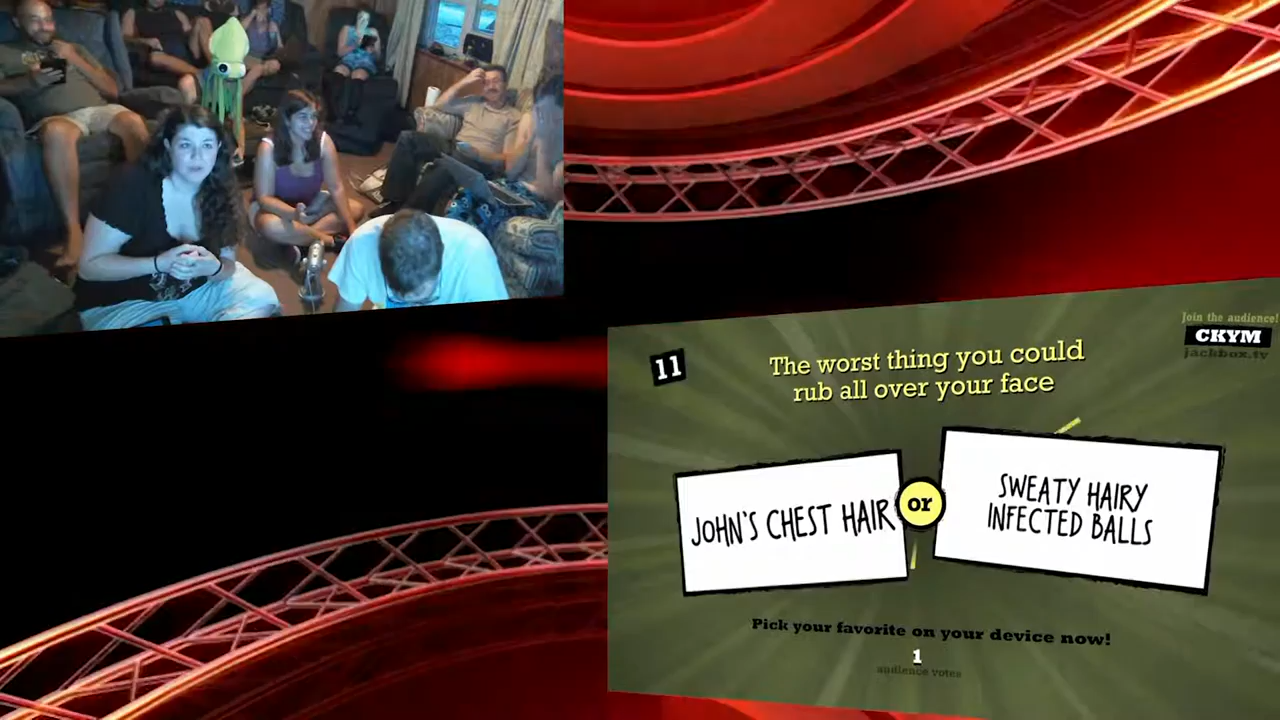 Join the audience!
CKYM
jackbox.tv
11
The worst thing you could
rub all over your face
JOHN'S CHEST HAIR
or
SWEATY HAIRY
INFECTED BALLS
Pick your favorite on your device now!
1
audience votes